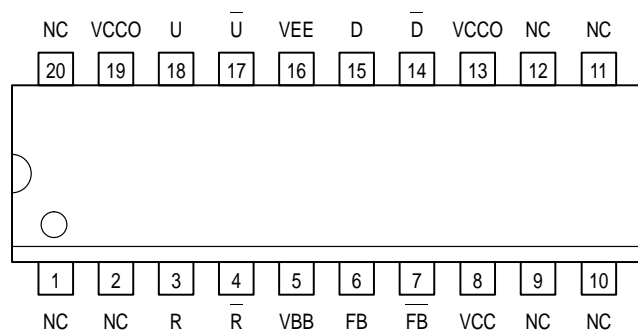 NC VCCO U U̅ VEE D D̅ VCCO NC NC
20 19 18 17 16 15 14 13 12 11
1 2 3 4 5 6 7 8 9 10
NC NC R R̅ VBB FB F̅B̅ VCC NC NC